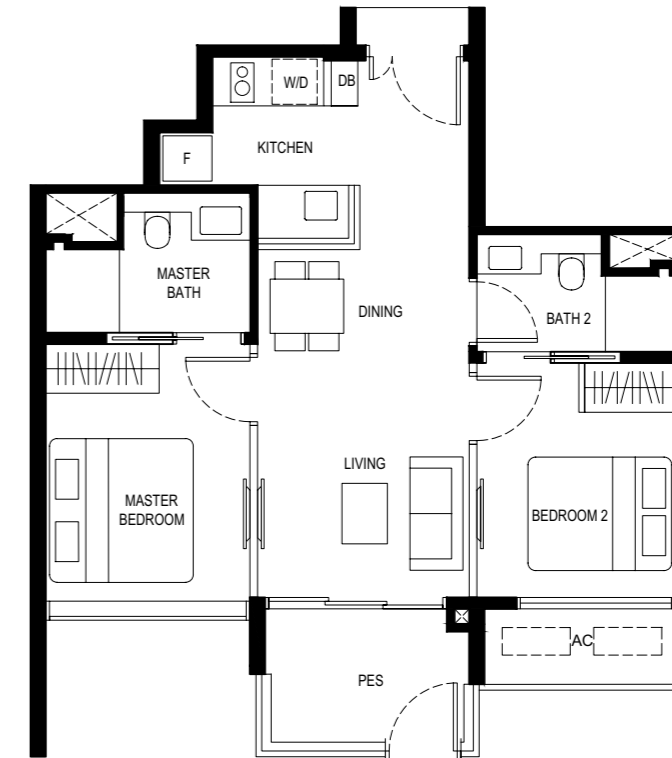 W/D
DB
F
KITCHEN
MASTER
BATH
DINING
BATH 2
LIVING
MASTER
BEDROOM
BEDROOM 2
AC
PES